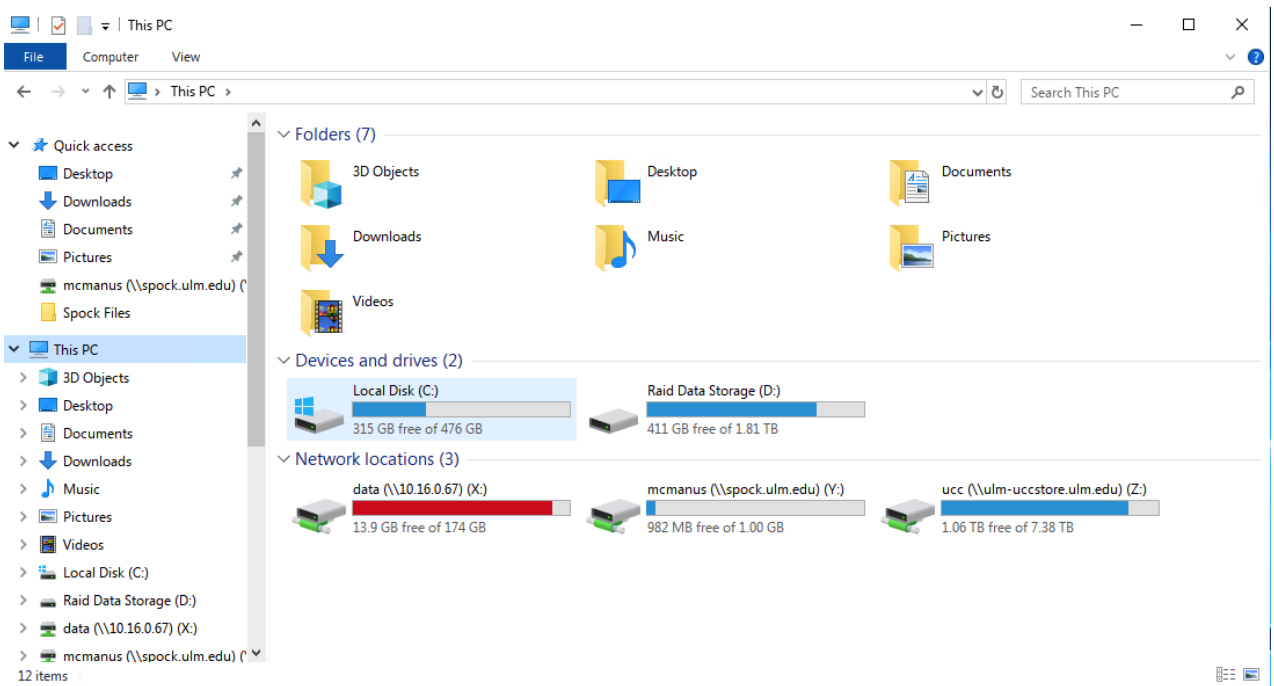 This PC
File Computer View
This PC
Search This PC
Quick access
Desktop
Downloads
Documents
Pictures
mcmanus (\\spock.ulm.edu) (
Spock Files
This PC
3D Objects
Desktop
Documents
Downloads
Music
Pictures
Videos
Local Disk (C:)
Raid Data Storage (D:)
data (\\10.16.0.67) (X:)
mcmanus (\\spock.ulm.edu) (
Folders (7)
3D Objects
Desktop
Documents
Downloads
Music
Pictures
Videos
Devices and drives (2)
Local Disk (C:)
315 GB free of 476 GB
Raid Data Storage (D:)
411 GB free of 1.81 TB
Network locations (3)
data (\\10.16.0.67) (X:)
13.9 GB free of 174 GB
mcmanus (\\spock.ulm.edu) (Y:)
982 MB free of 1.00 GB
ucc (\\ulm-uccstore.ulm.edu) (Z:)
1.06 TB free of 7.38 TB
12 items